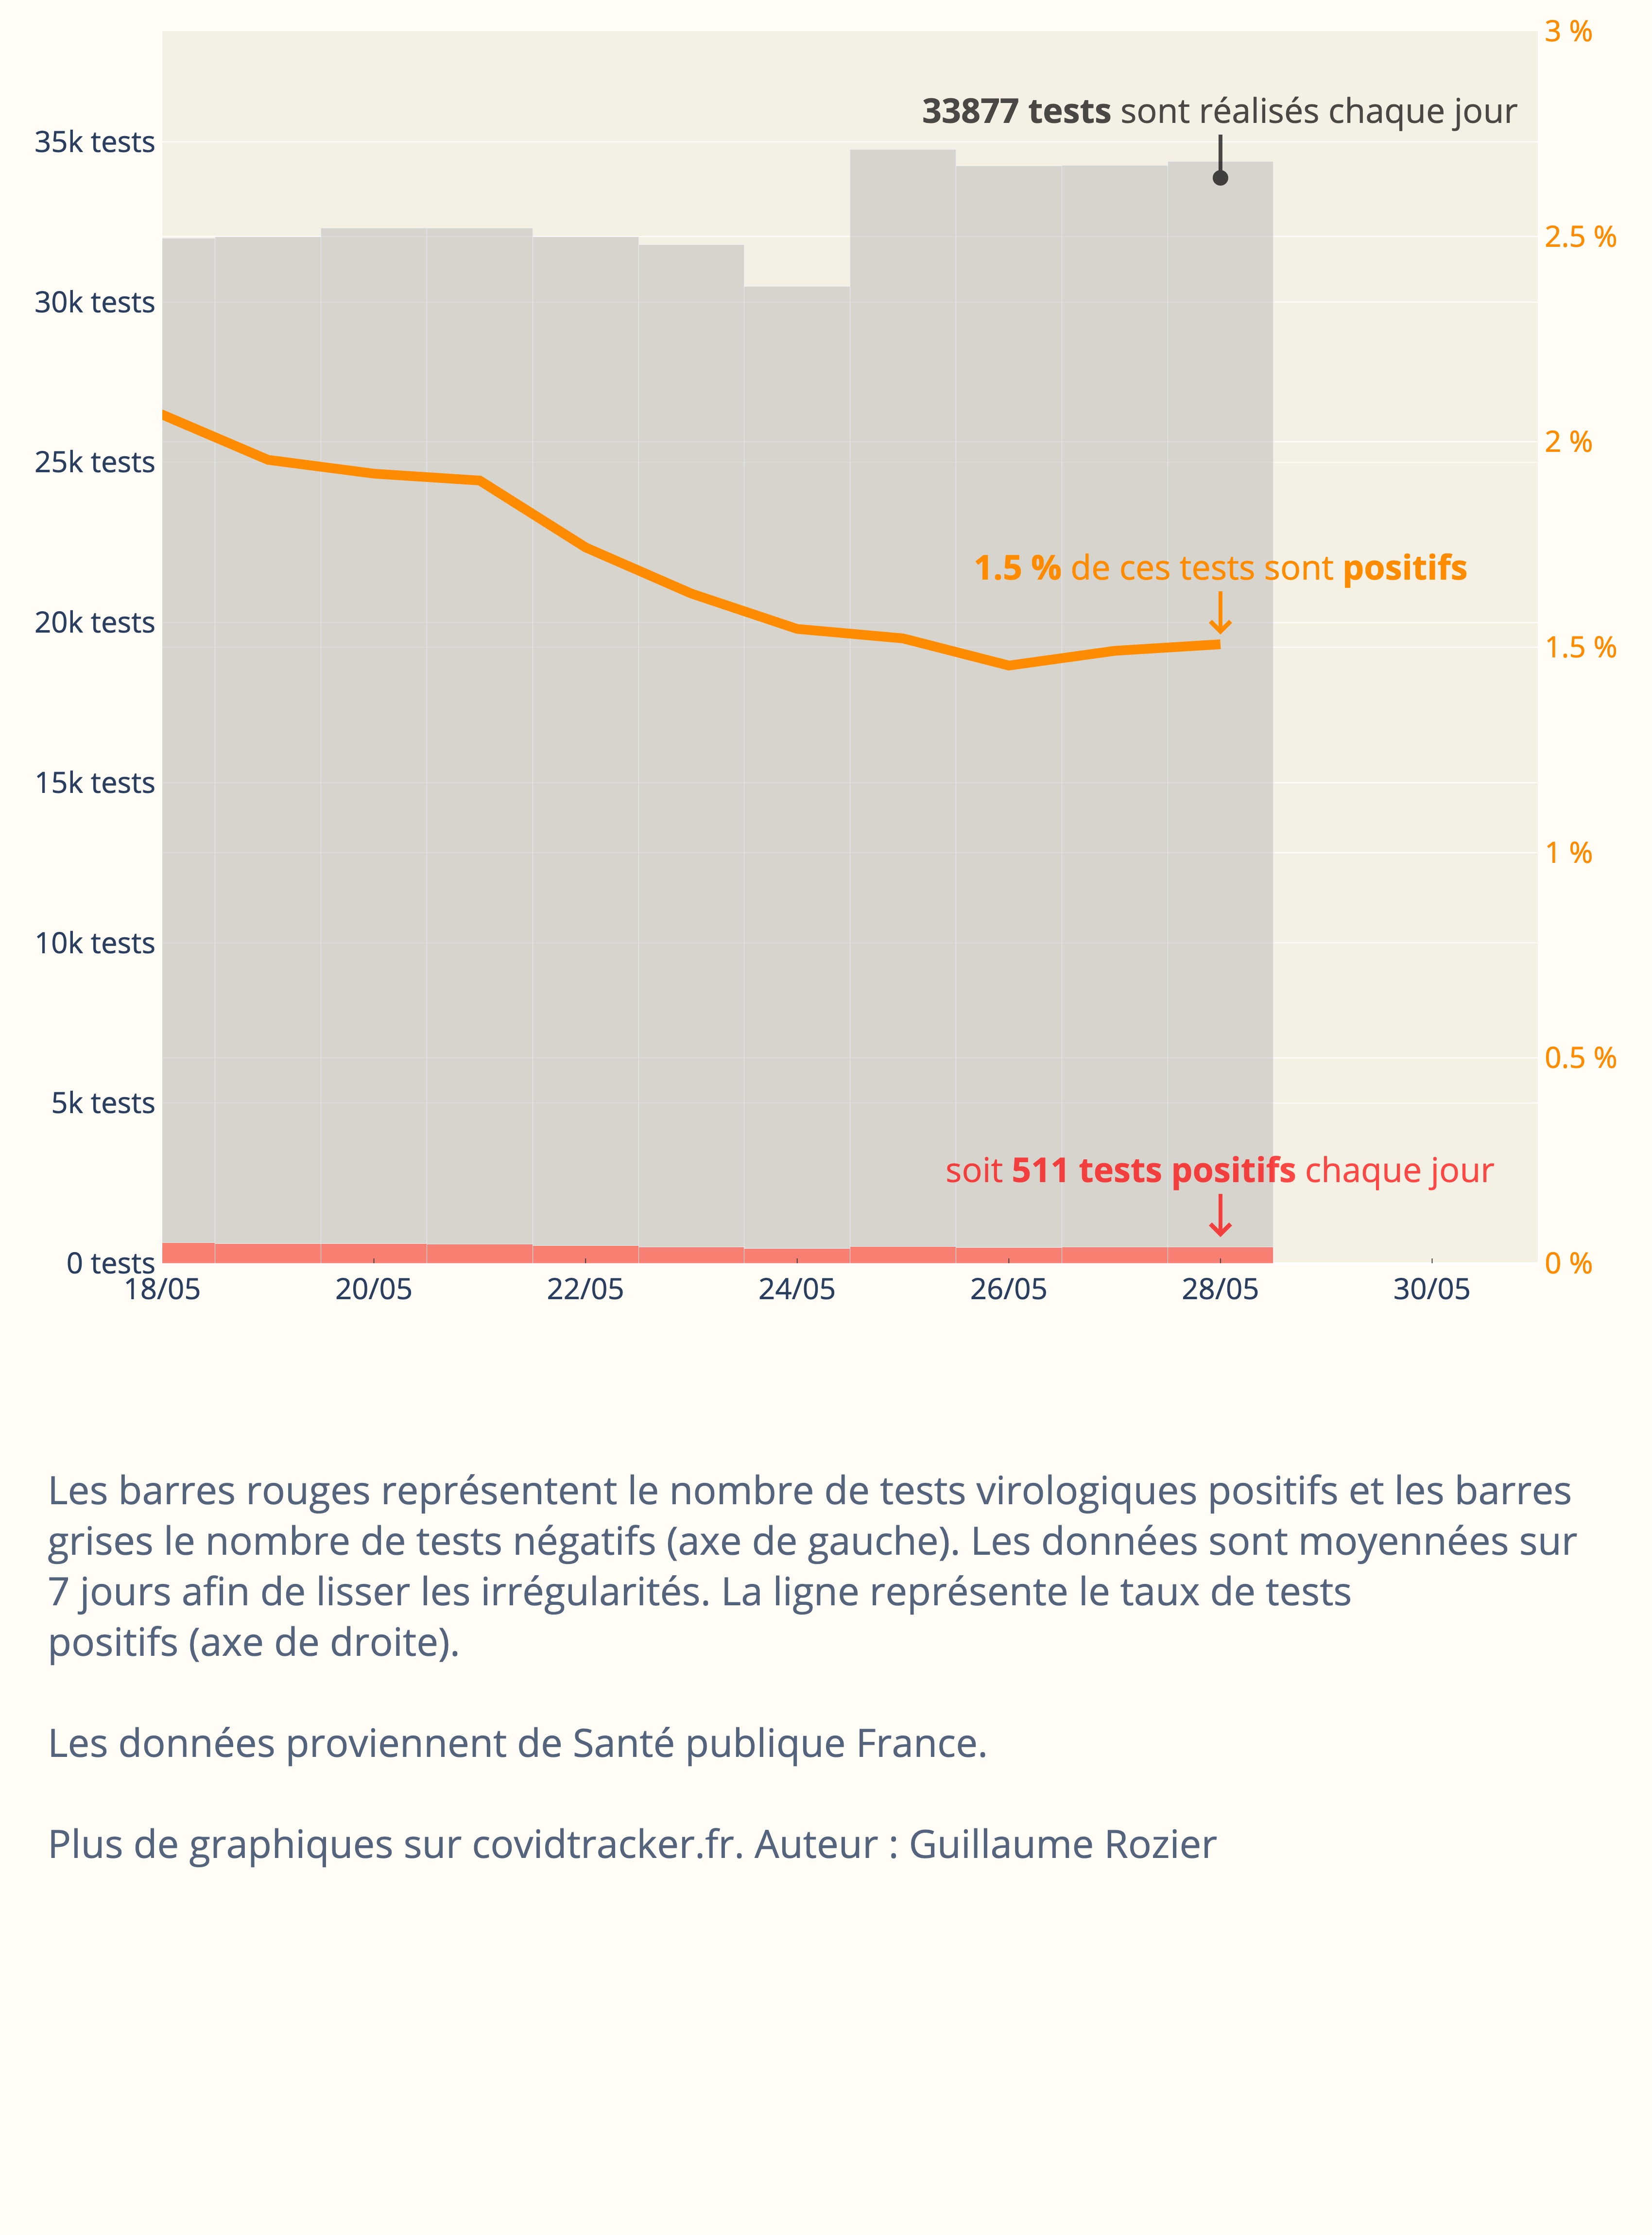 3 %
33877 tests sont réalisés chaque jour
35k tests
2.5 %
30k tests
2 %
25k tests
1.5 % de ces tests sont positifs
20k tests
1.5 %
15k tests
1 %
10k tests
0.5 %
5k tests
soit 511 tests positifs chaque jour
0 tests
0 %
18/05 20/05 22/05 24/05 26/05 28/05 30/05
Les barres rouges représentent le nombre de tests virologiques positifs et les barres
grises le nombre de tests négatifs (axe de gauche). Les données sont moyennées sur
7 jours afin de lisser les irrégularités. La ligne représente le taux de tests
positifs (axe de droite).
Les données proviennent de Santé publique France.
Plus de graphiques sur covidtracker.fr. Auteur : Guillaume Rozier